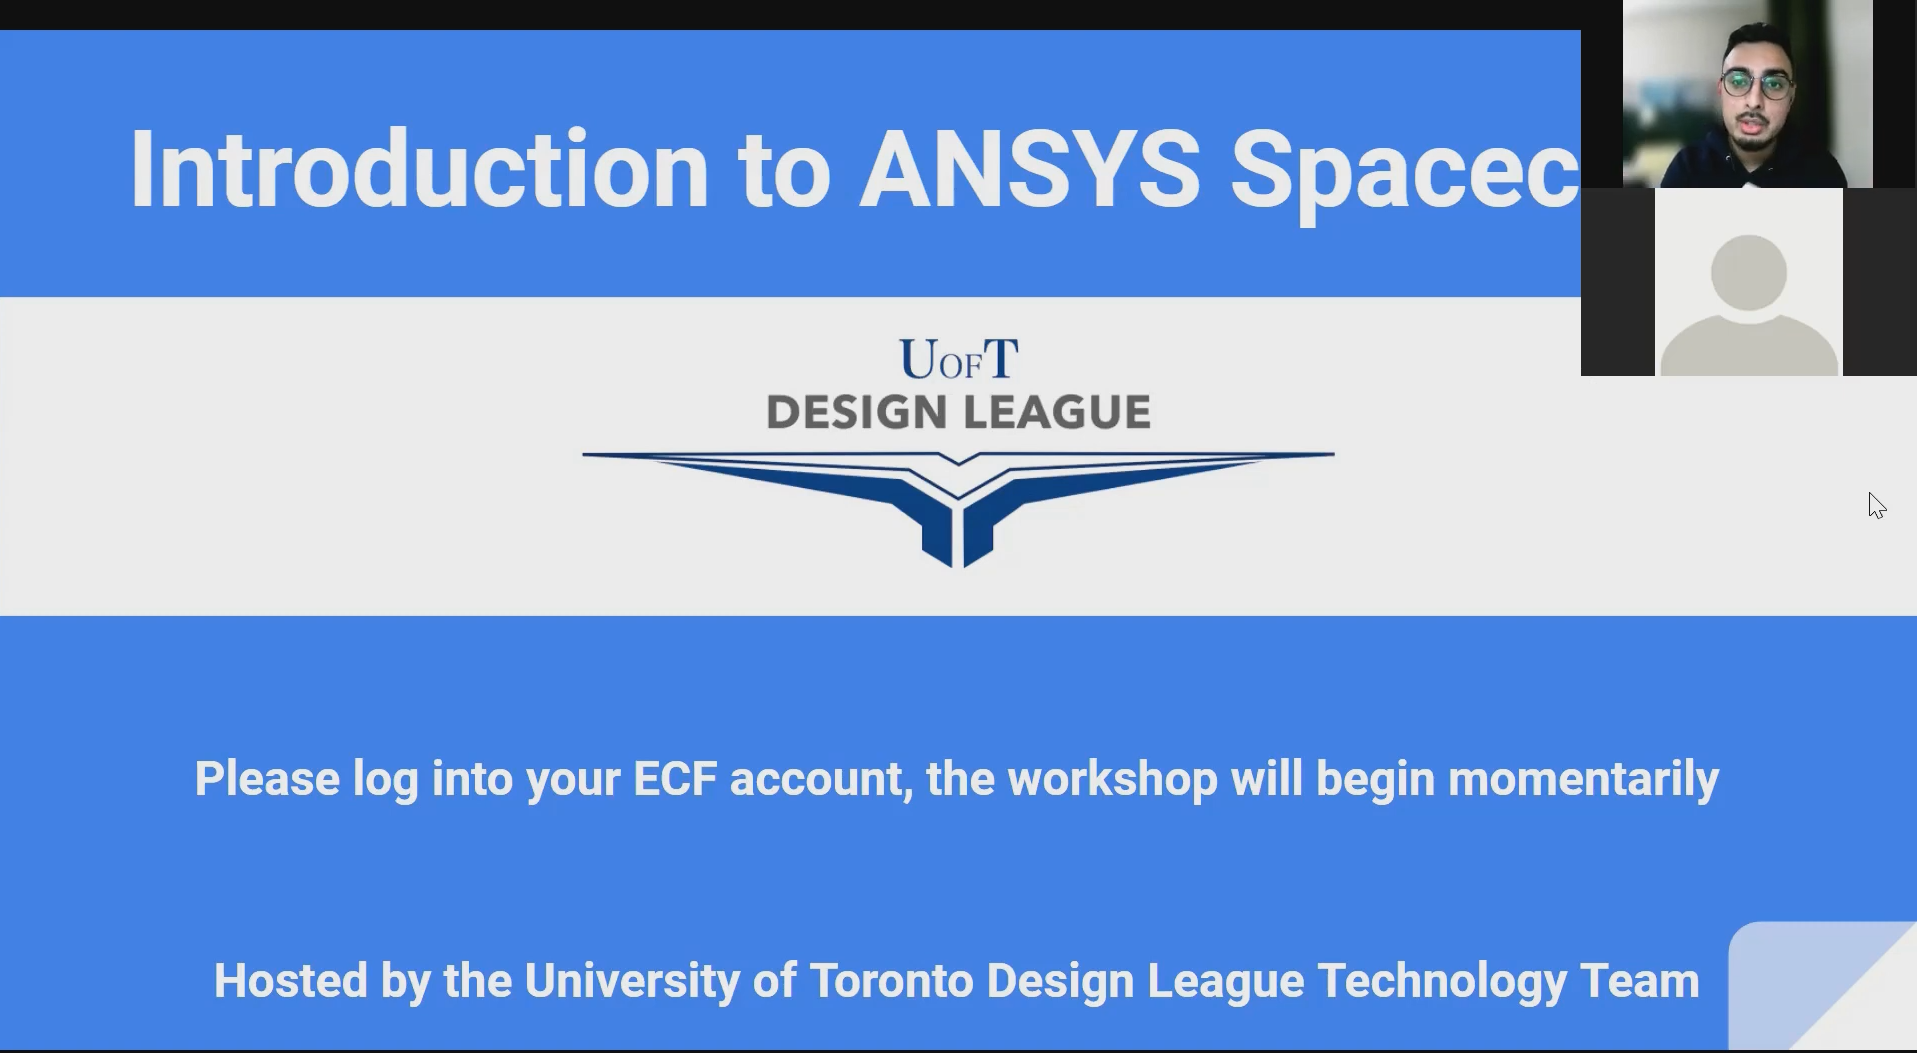 Introduction to ANSYS Spacec
UOFT
DESIGN LEAGUE
Please log into your ECF account, the workshop will begin momentarily
Hosted by the University of Toronto Design League Technology Team